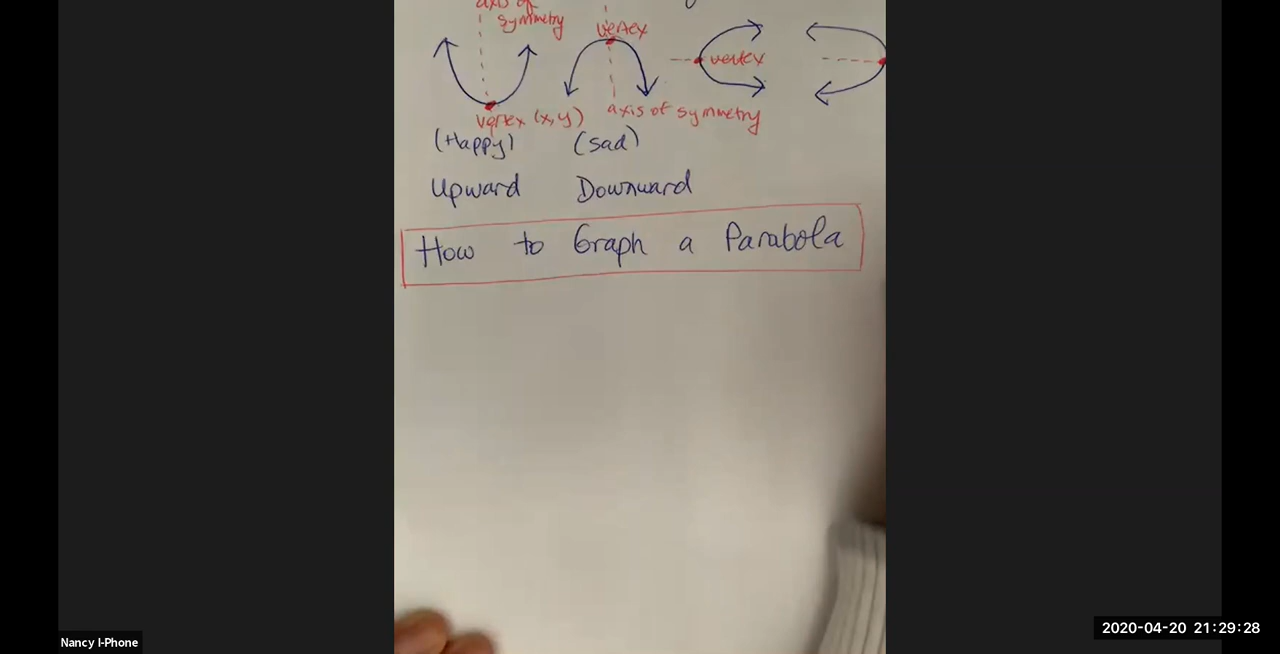 axis of
symmetry
vertex
vertex
vertex (x,y)
axis of symmetry
(Happy) (Sad)
Upward Downward
How to Graph a Parabola
Nancy I-Phone
2020-04-20 21:29:28